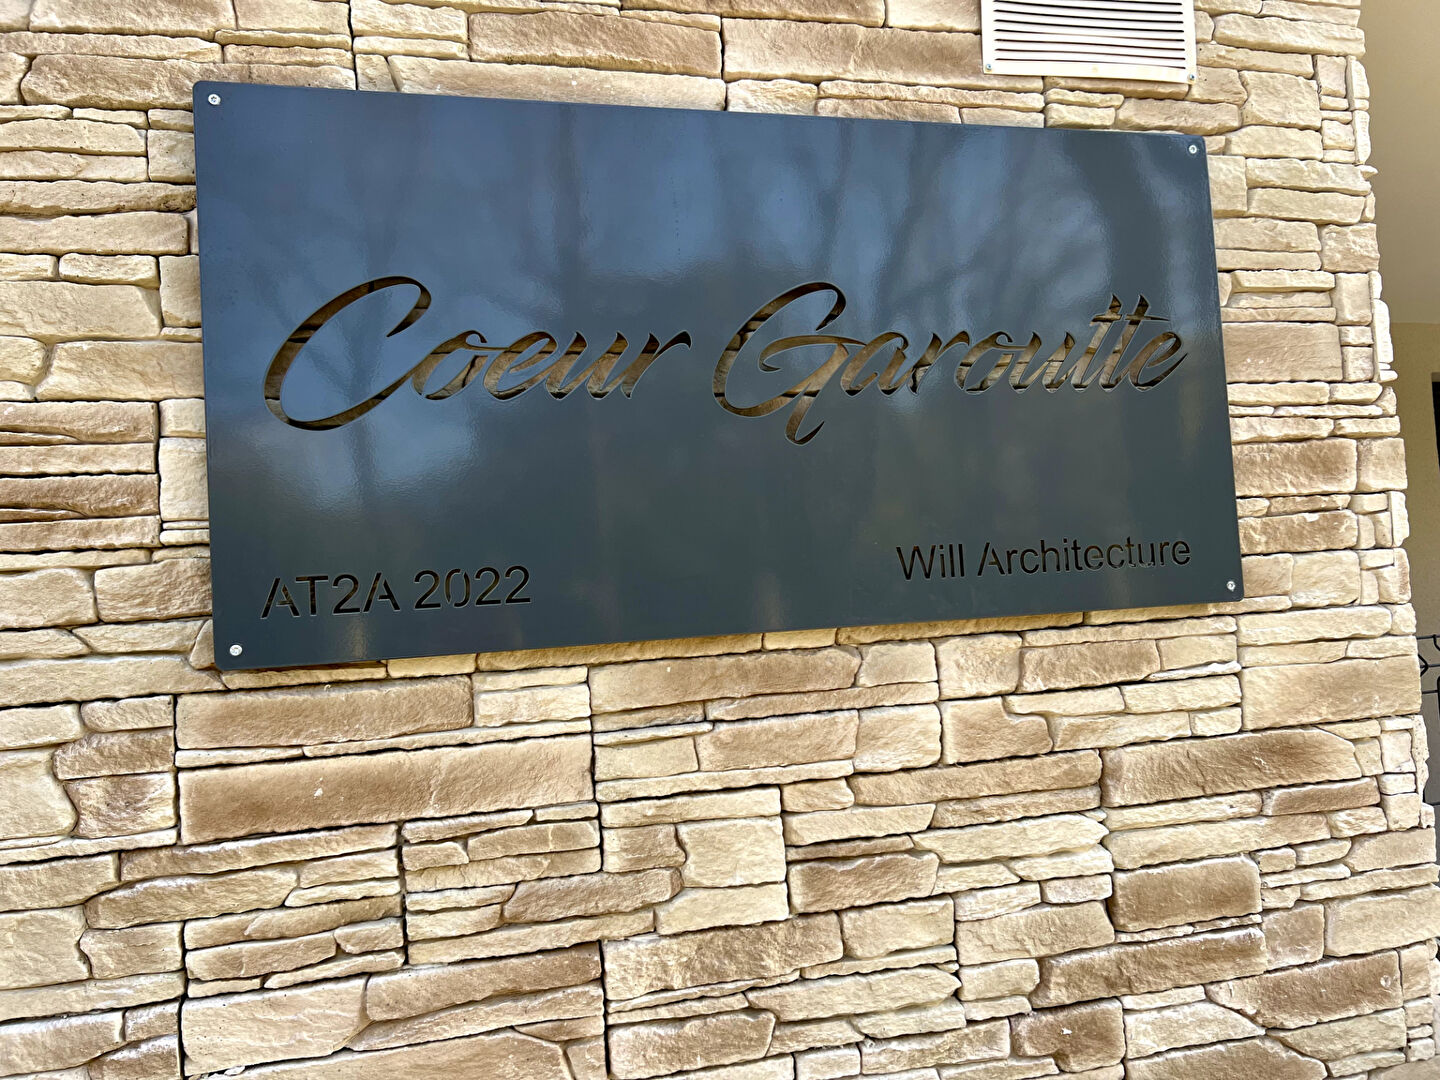 Coeur Garoutte
AT2A 2022
Will Architecture